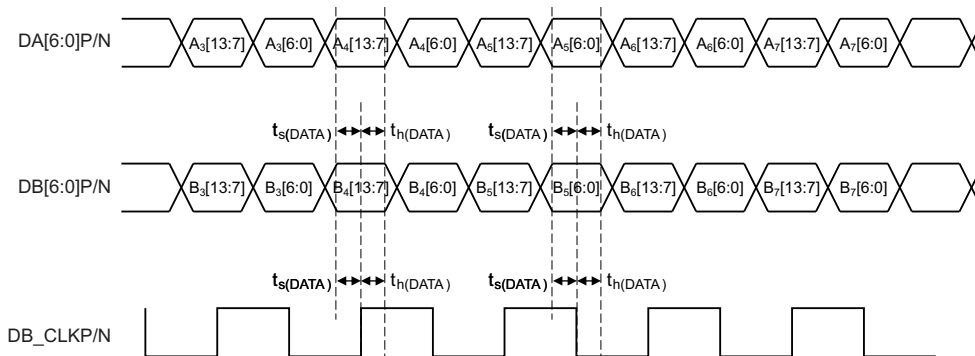 DA[6:0]P/N A3[13:7] A3[6:0] A4[13:7] A4[6:0] A5[13:7] A5[6:0] A6[13:7] A6[6:0] A7[13:7] A7[6:0]
ts(DATA) th(DATA) ts(DATA) th(DATA)
DB[6:0]P/N B3[13:7] B3[6:0] B4[13:7] B4[6:0] B5[13:7] B5[6:0] B6[13:7] B6[6:0] B7[13:7] B7[6:0]
ts(DATA) th(DATA) ts(DATA) th(DATA)
DB_CLKP/N